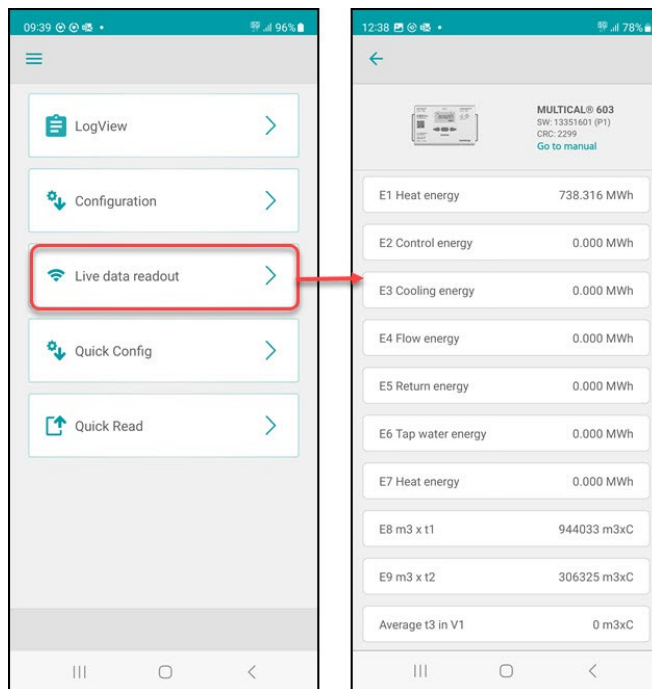 09:39
96%
LogView
Configuration
Live data readout
Quick Config
Quick Read
12:38
78%
MULTICAL® 603
SW: 13351601 (P1)
CRC: 2299
Go to manual
E1 Heat energy 738.316 MWh
E2 Control energy 0.000 MWh
E3 Cooling energy 0.000 MWh
E4 Flow energy 0.000 MWh
E5 Return energy 0.000 MWh
E6 Tap water energy 0.000 MWh
E7 Heat energy 0.000 MWh
E8 m3 x t1 944033 m3xC
E9 m3 x t2 306325 m3xC
Average t3 in V1 0 m3xC